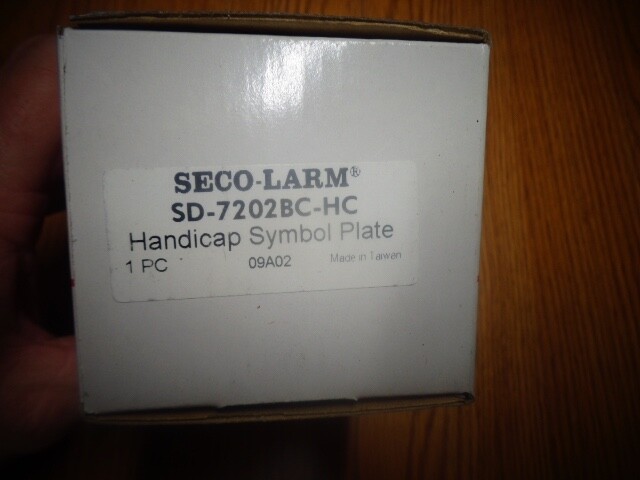 SECO-LARM®
SD-7202BC-HC
Handicap Symbol Plate
1 PC 09A02 Made in Taiwan